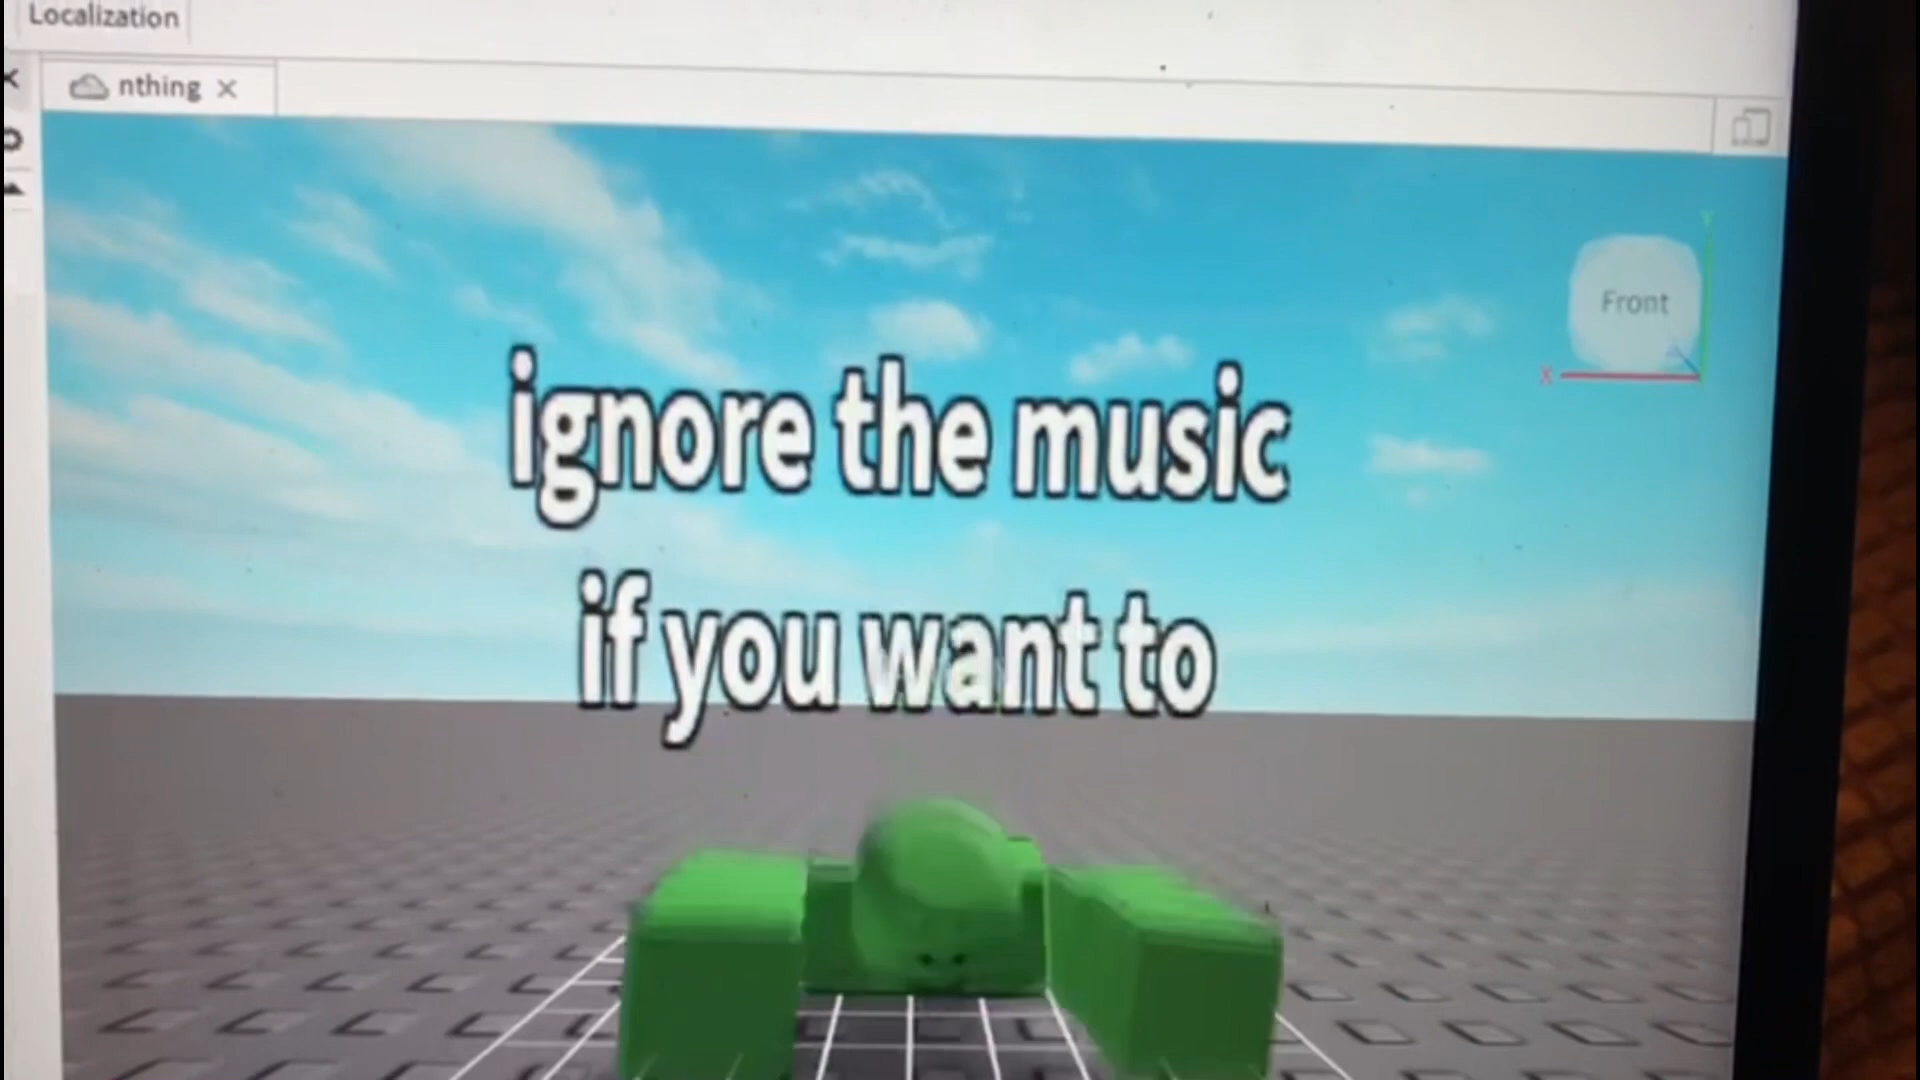 Localization
nthing
Front
X
Y
ignore the music
if you want to